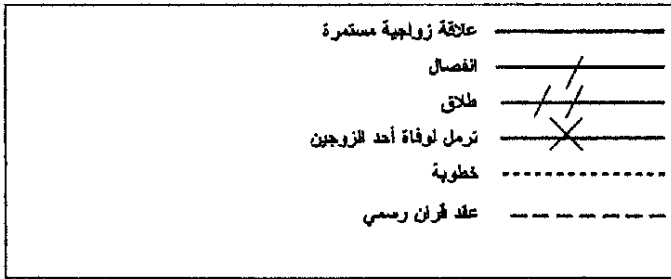 علاقة زواجية مستمرة
انفصال
طلاق
ترمل لوفاة أحد الزوجين
خطوبة
عقد قران رسمي